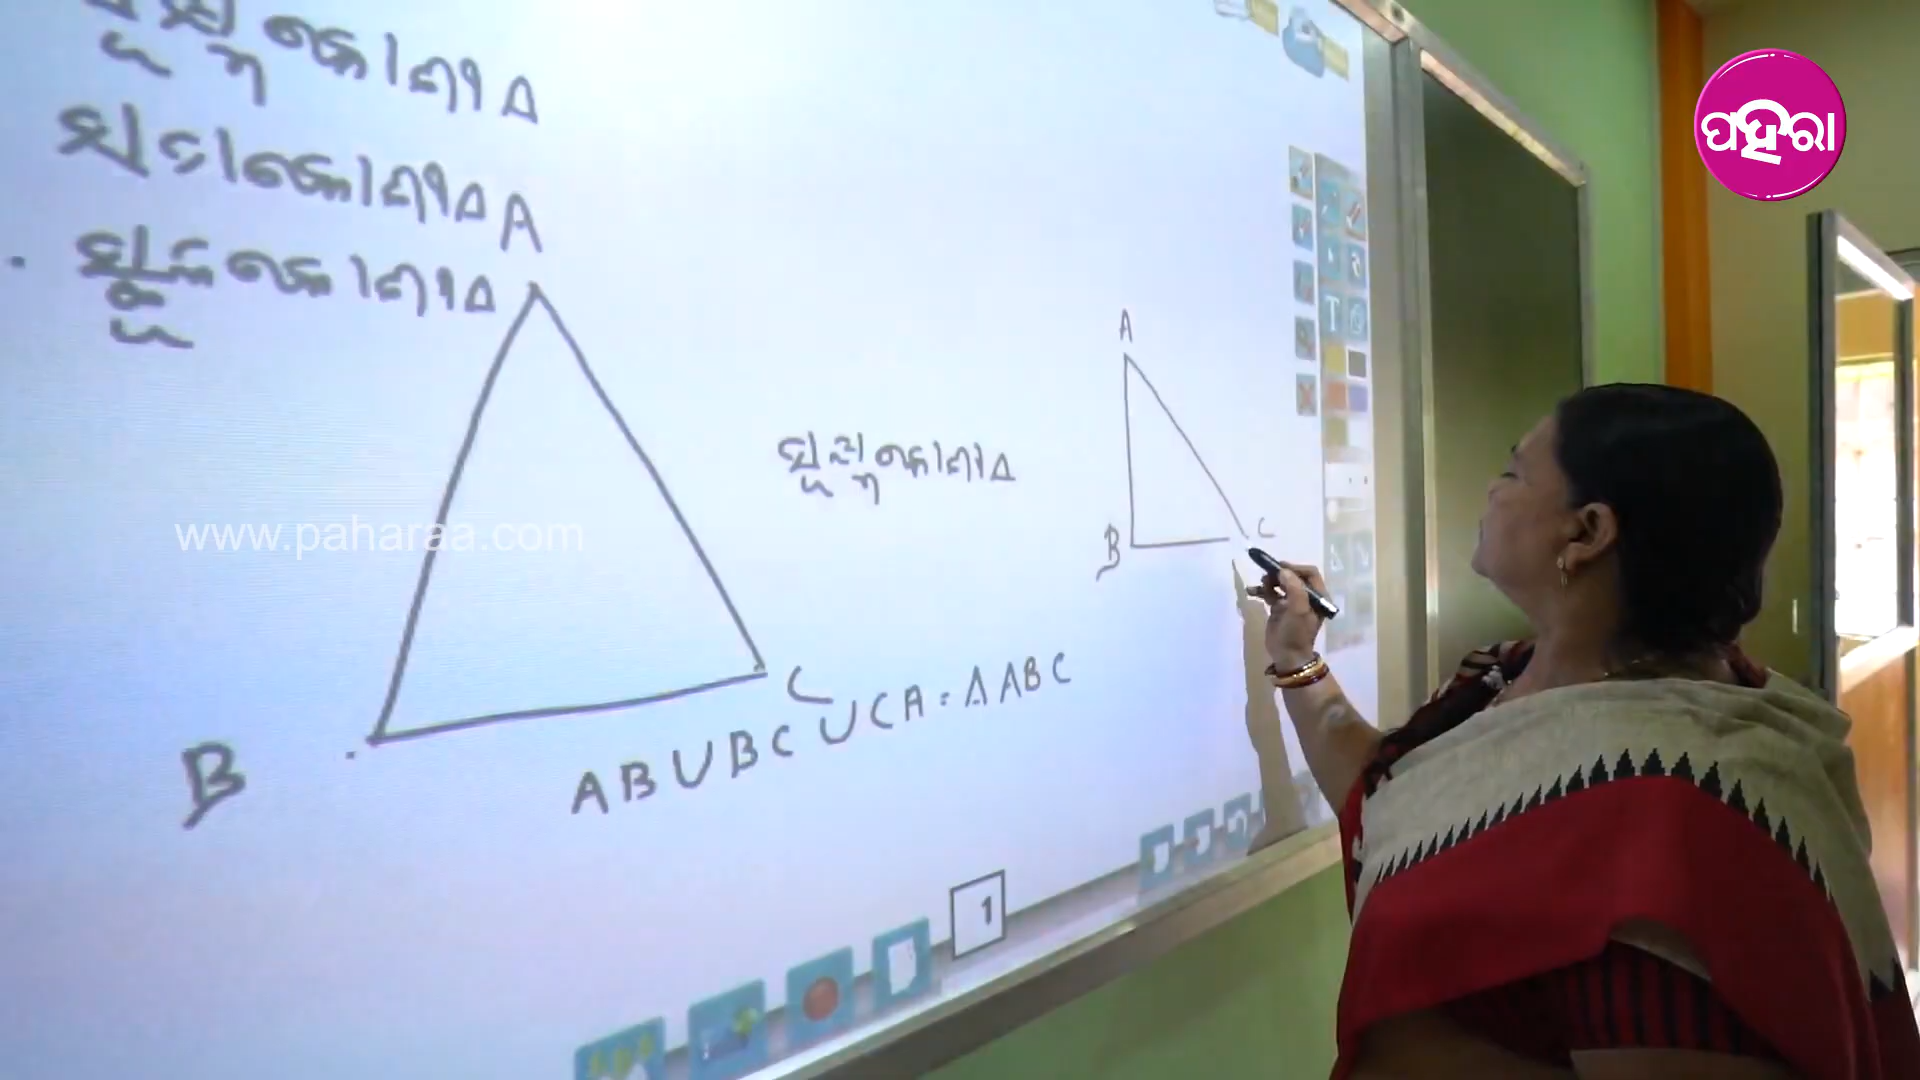 ସୂକ୍ଷ୍ମକୋଣୀ Δ
ସମକୋଣୀ Δ
ସ୍ଥୂଳକୋଣୀ Δ
A
B
C
ସୂକ୍ଷ୍ମକୋଣୀ Δ
A
B
C
AB U BC U CA = Δ ABC
1
T
ପହରା
www.paharaa.com